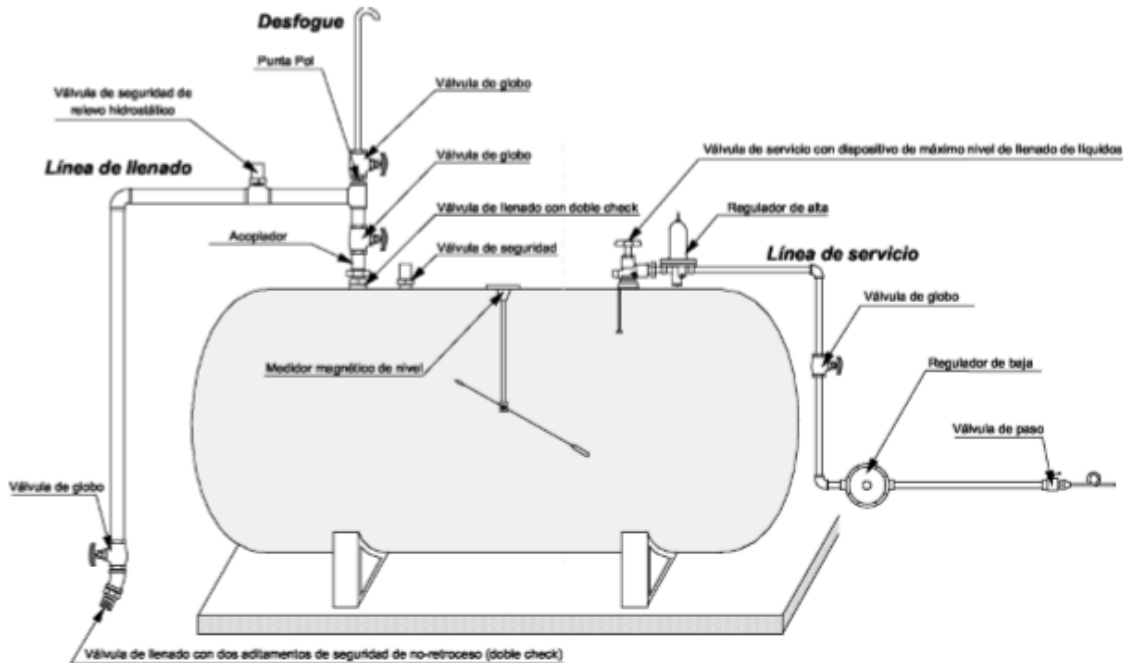 Desfogue
Punta Pol
Válvula de globo
Válvula de seguridad de
relevo hidrostático
Válvula de globo
Línea de llenado
Válvula de servicio con dispositivo de máximo nivel de llenado de líquidos
Válvula de llenado con doble check
Regulador de alta
Acoplador
Válvula de seguridad
Línea de servicio
Válvula de globo
Medidor magnético de nivel
Regulador de baja
Válvula de paso
Válvula de globo
Válvula de llenado con dos aditamentos de seguridad de no-retroceso (doble check)